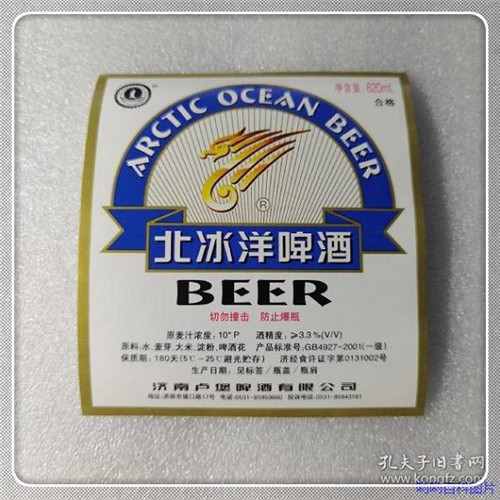 净含量: 620mL
合格
ARCTIC OCEAN BEER
®
北冰洋啤酒
BEER
切勿撞击 防止爆瓶
原麦汁浓度: 10°P 酒精度: ≥3.3%(V/V)
原料:水.麦芽.大米.淀粉.啤酒花 产品标准号:GB4927-2001(一级)
保质期: 180天(5℃-25℃避光贮存) 济经食许证字第0131002号
生产日期: 见标签/瓶盖/瓶肩
济南卢堡啤酒有限公司
孔夫子旧书网
www.kongfz.com